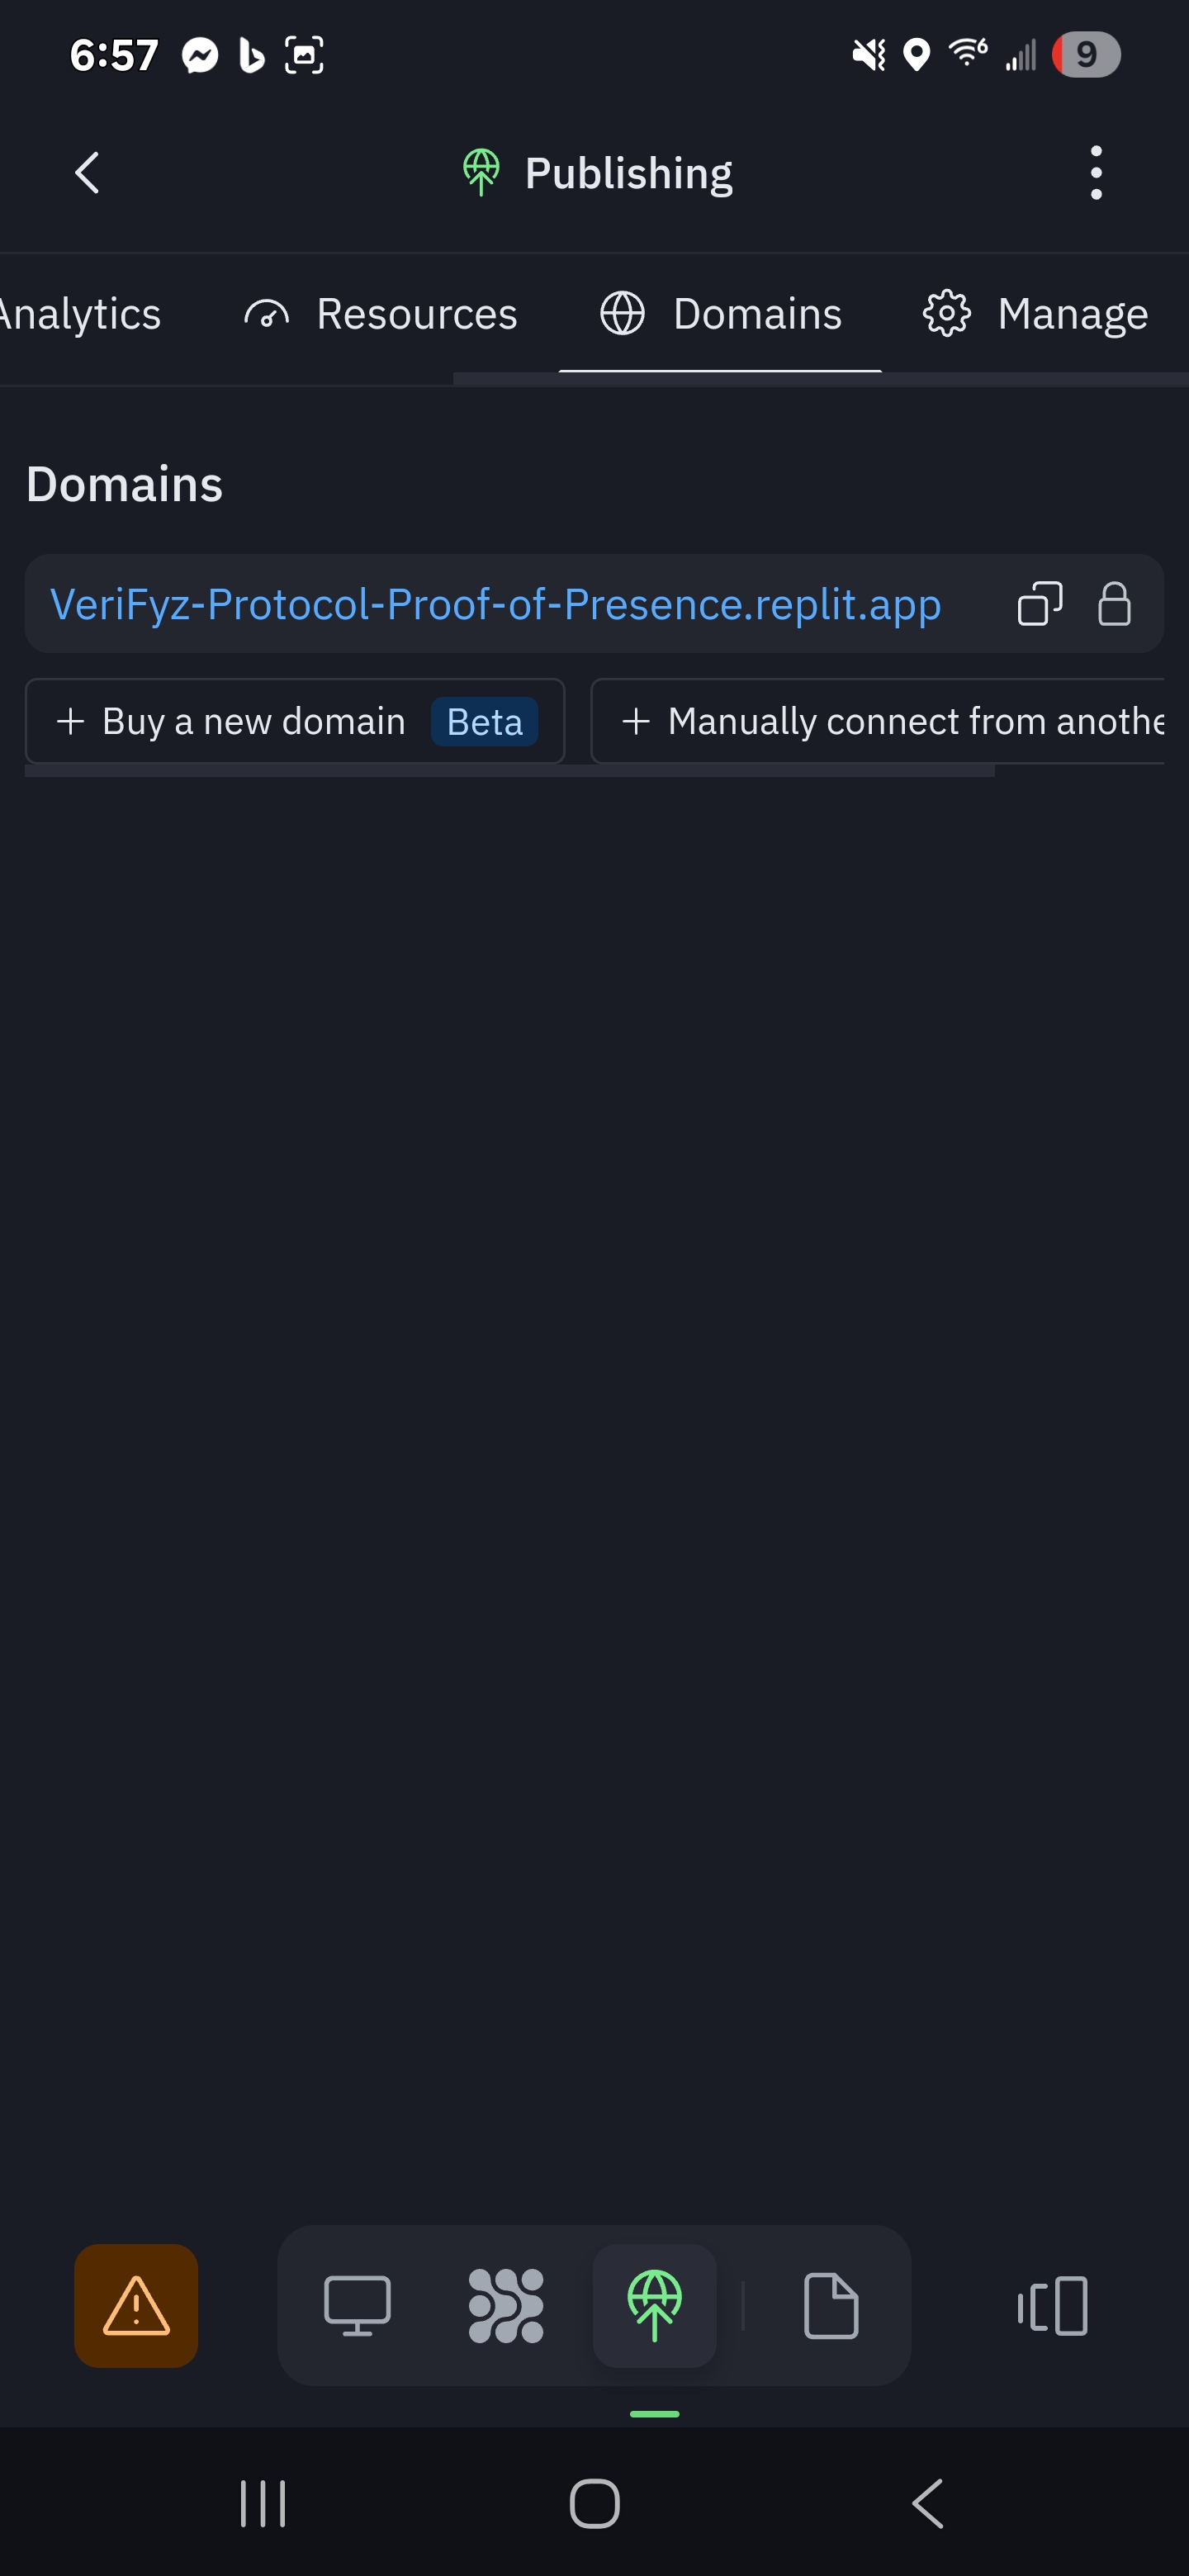 6:57
9
Publishing
Analytics Resources Domains Manage
Domains
VeriFyz-Protocol-Proof-of-Presence.replit.app
+ Buy a new domain Beta + Manually connect from anothe